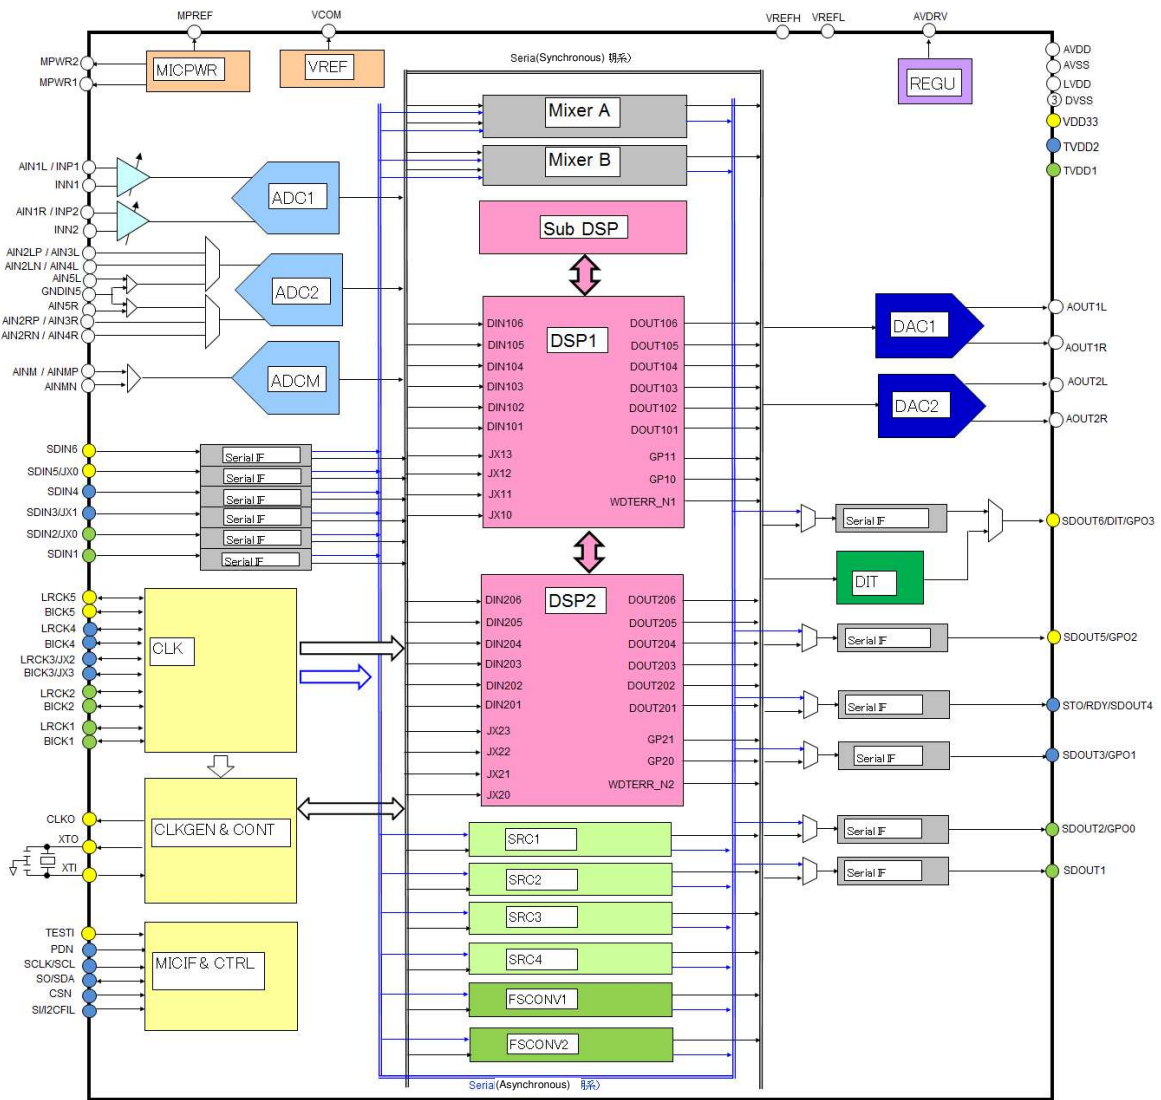 MPREF
VCOM
VREFH
VREFL
AVDRV
MPWR2
MPWR1
MICPWR
VREF
Seria(Synchronous) 期系)
REGU
AVDD
AVSS
LVDD
3 DVSS
VDD33
TVDD2
TVDD1
Mixer A
Mixer B
Sub DSP
AIN1L / INP1
INN1
AIN1R / INP2
INN2
ADC1
AIN2LP / AIN3L
AIN2LN / AIN4L
AIN5L
GNDIN5
AIN5R
AIN2RP / AIN3R
AIN2RN / AIN4R
ADC2
AINM / AINMP
AINMN
ADCM
DSP1
DIN106
DIN105
DIN104
DIN103
DIN102
DIN101
JX13
JX12
JX11
JX10
DOUT106
DOUT105
DOUT104
DOUT103
DOUT102
DOUT101
GP11
GP10
WDTERR_N1
DAC1
AOUT1L
AOUT1R
DAC2
AOUT2L
AOUT2R
SDIN6
SDIN5/JX0
SDIN4
SDIN3/JX1
SDIN2/JX0
SDIN1
Serial IF
Serial IF
Serial IF
Serial IF
Serial IF
Serial IF
Serial IF
SDOUT6/DIT/GPO3
DIT
LRCK5
BICK5
LRCK4
BICK4
LRCK3/JX2
BICK3/JX3
LRCK2
BICK2
LRCK1
BICK1
CLK
DSP2
DIN206
DIN205
DIN204
DIN203
DIN202
DIN201
JX23
JX22
JX21
JX20
DOUT206
DOUT205
DOUT204
DOUT203
DOUT202
DOUT201
GP21
GP20
WDTERR_N2
Serial IF
SDOUT5/GPO2
Serial IF
STO/RDY/SDOUT4
Serial IF
SDOUT3/GPO1
Serial IF
SDOUT2/GPO0
Serial IF
SDOUT1
CLKO
XTO
XTI
CLKGEN & CONT
SRC1
SRC2
SRC3
SRC4
FSCONV1
FSCONV2
TESTI
PDN
SCLK/SCL
SO/SDA
CSN
SI/I2CFIL
MICIF & CTRL
Seria(Asynchronous) 期系)